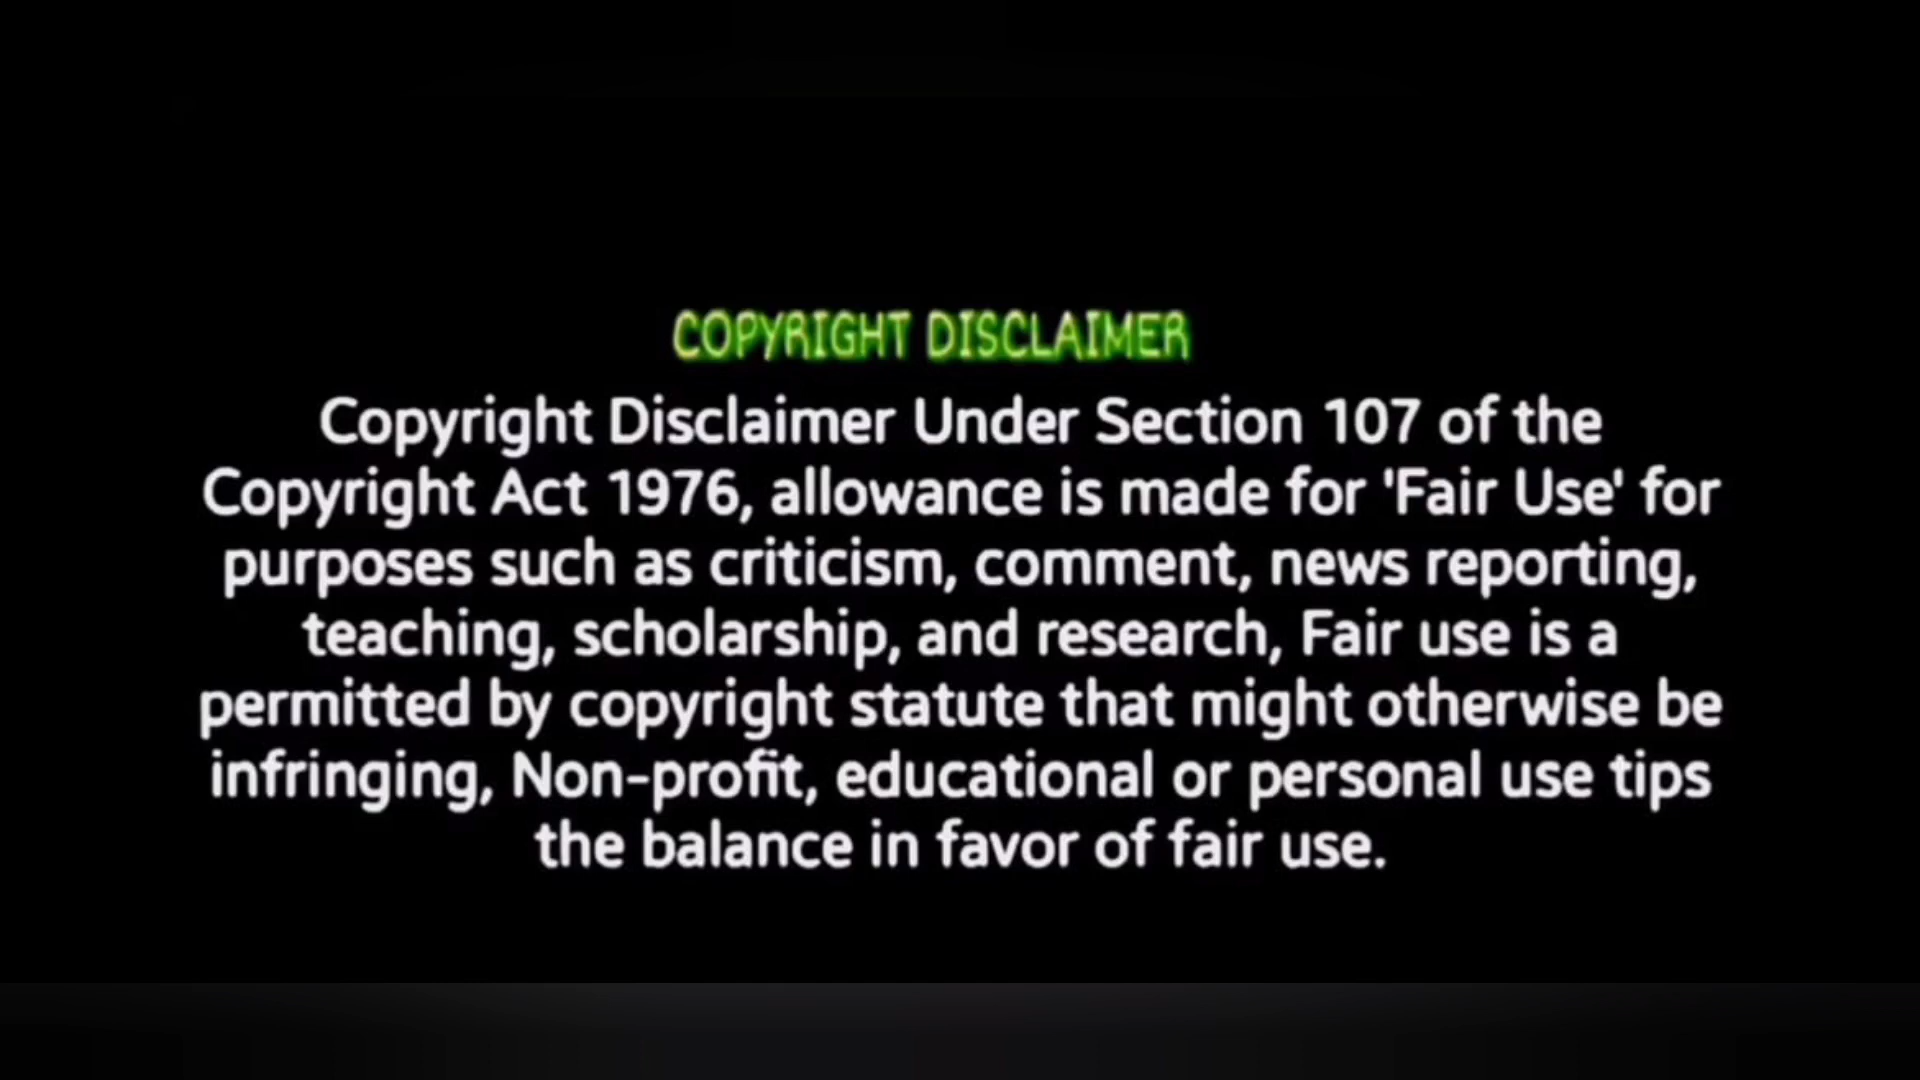 COPYRIGHT DISCLAIMER
Copyright Disclaimer Under Section 107 of the
Copyright Act 1976, allowance is made for 'Fair Use' for
purposes such as criticism, comment, news reporting,
teaching, scholarship, and research, Fair use is a
permitted by copyright statute that might otherwise be
infringing, Non-profit, educational or personal use tips
the balance in favor of fair use.